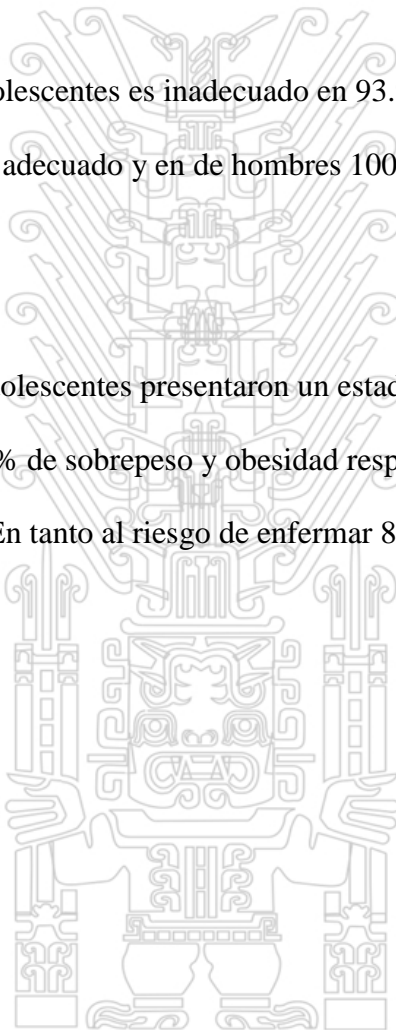 olescentes es inadecuado en 93.
adecuado y en de hombres 100
olescentes presentaron un estad
% de sobrepeso y obesidad resp
En tanto al riesgo de enfermar 8